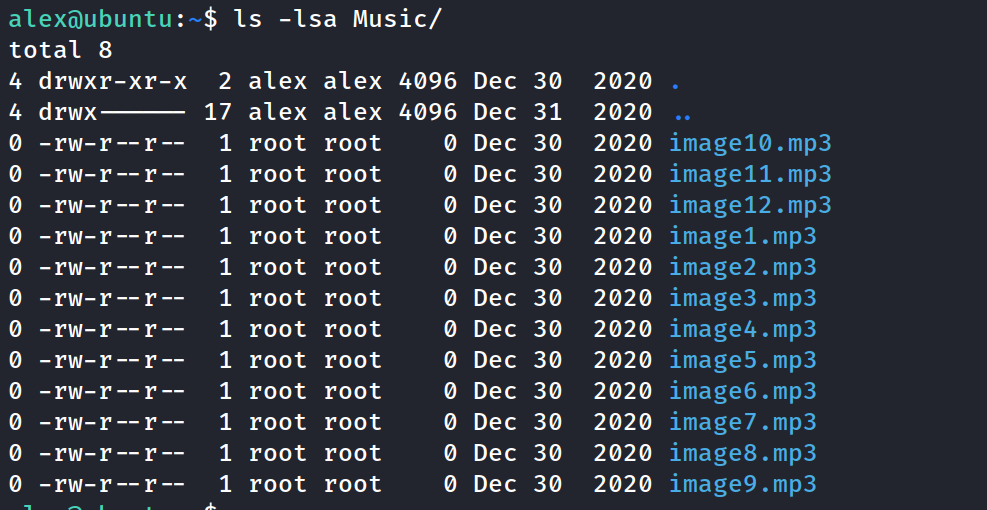 alex@ubuntu:~$ ls -lsa Music/
total 8
4 drwxr-xr-x  2 alex alex 4096 Dec 30  2020 .
4 drwx------ 17 alex alex 4096 Dec 31  2020 ..
0 -rw-r--r--  1 root root    0 Dec 30  2020 image10.mp3
0 -rw-r--r--  1 root root    0 Dec 30  2020 image11.mp3
0 -rw-r--r--  1 root root    0 Dec 30  2020 image12.mp3
0 -rw-r--r--  1 root root    0 Dec 30  2020 image1.mp3
0 -rw-r--r--  1 root root    0 Dec 30  2020 image2.mp3
0 -rw-r--r--  1 root root    0 Dec 30  2020 image3.mp3
0 -rw-r--r--  1 root root    0 Dec 30  2020 image4.mp3
0 -rw-r--r--  1 root root    0 Dec 30  2020 image5.mp3
0 -rw-r--r--  1 root root    0 Dec 30  2020 image6.mp3
0 -rw-r--r--  1 root root    0 Dec 30  2020 image7.mp3
0 -rw-r--r--  1 root root    0 Dec 30  2020 image8.mp3
0 -rw-r--r--  1 root root    0 Dec 30  2020 image9.mp3